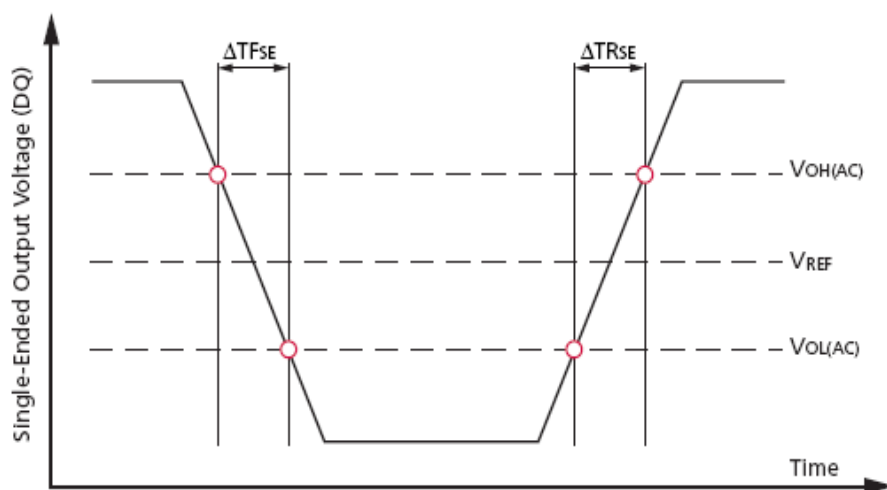 ΔTFSE
ΔTRSE
Single-Ended Output Voltage (DQ)
VOH(AC)
VREF
VOL(AC)
Time